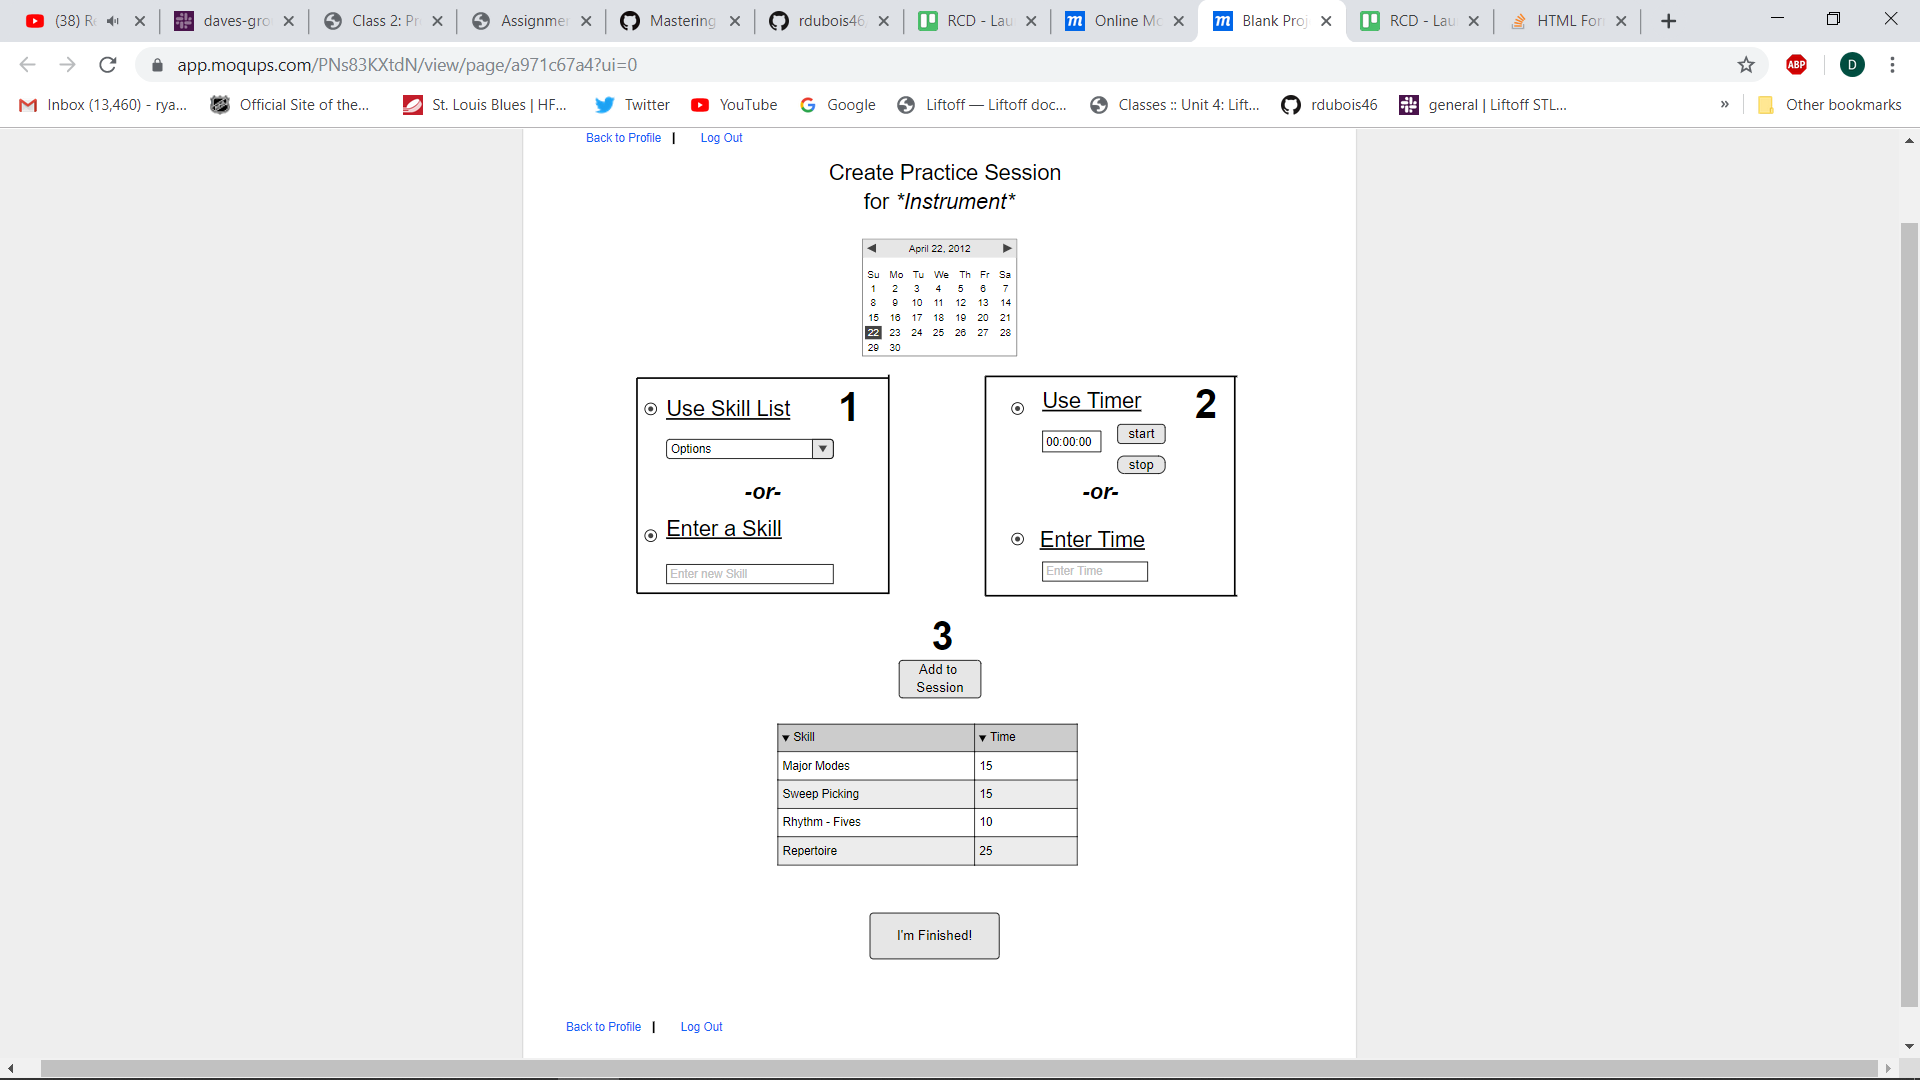 (38) R
daves-gro
Class 2: Pr
Assignmen
Mastering
rdubois46
RCD - Lau
Online Mo
Blank Proj
RCD - Lau
HTML For
app.moqups.com/PNs83KXtdN/view/page/a971c67a4?ui=0
ABP
D
Inbox (13,460) - rya...
Official Site of the...
St. Louis Blues | HF...
Twitter
YouTube
Google
Liftoff — Liftoff doc...
Classes :: Unit 4: Lift...
rdubois46
general | Liftoff STL...
»
Other bookmarks
Back to Profile | Log Out
Create Practice Session
for *Instrument*
April 22, 2012
Su Mo Tu We Th Fr Sa
1 2 3 4 5 6 7
8 9 10 11 12 13 14
15 16 17 18 19 20 21
22 23 24 25 26 27 28
29 30
Use Skill List
1
Options
-or-
Enter a Skill
Enter new Skill
Use Timer
2
00:00:00
start
stop
-or-
Enter Time
Enter Time
3
Add to
Session
Skill Time
Major Modes 15
Sweep Picking 15
Rhythm - Fives 10
Repertoire 25
I'm Finished!
Back to Profile | Log Out